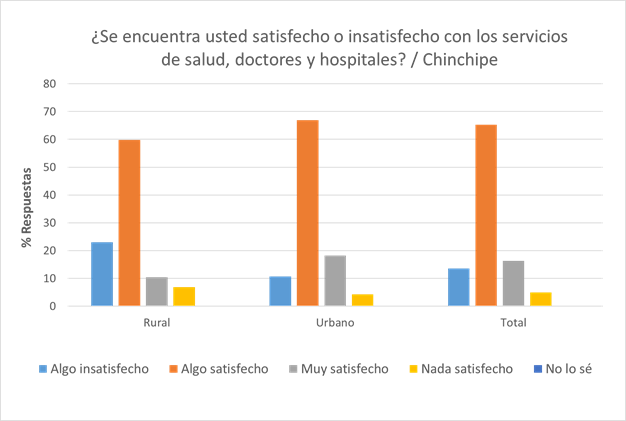 ¿Se encuentra usted satisfecho o insatisfecho con los servicios
de salud, doctores y hospitales? / Chinchipe
80
70
60
50
40
30
20
10
0
% Respuestas
Rural Urbano Total
Algo insatisfecho Algo satisfecho Muy satisfecho Nada satisfecho No lo sé